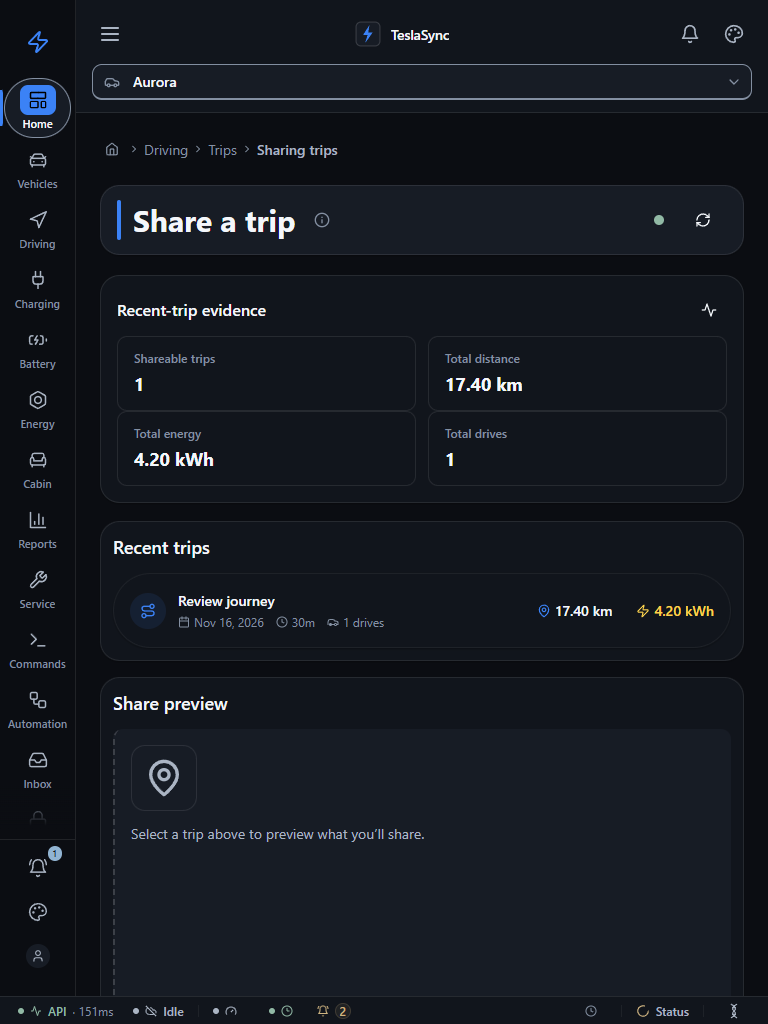 TeslaSync
Aurora
Home
Vehicles
Driving
Charging
Battery
Energy
Cabin
Reports
Service
Commands
Automation
Inbox
1
Driving > Trips > Sharing trips
Share a trip
Recent-trip evidence
Shareable trips
1
Total distance
17.40 km
Total energy
4.20 kWh
Total drives
1
Recent trips
Review journey
Nov 16, 2026 30m 1 drives
17.40 km 4.20 kWh
Share preview
Select a trip above to preview what you’ll share.
API · 151ms Idle 2 Status